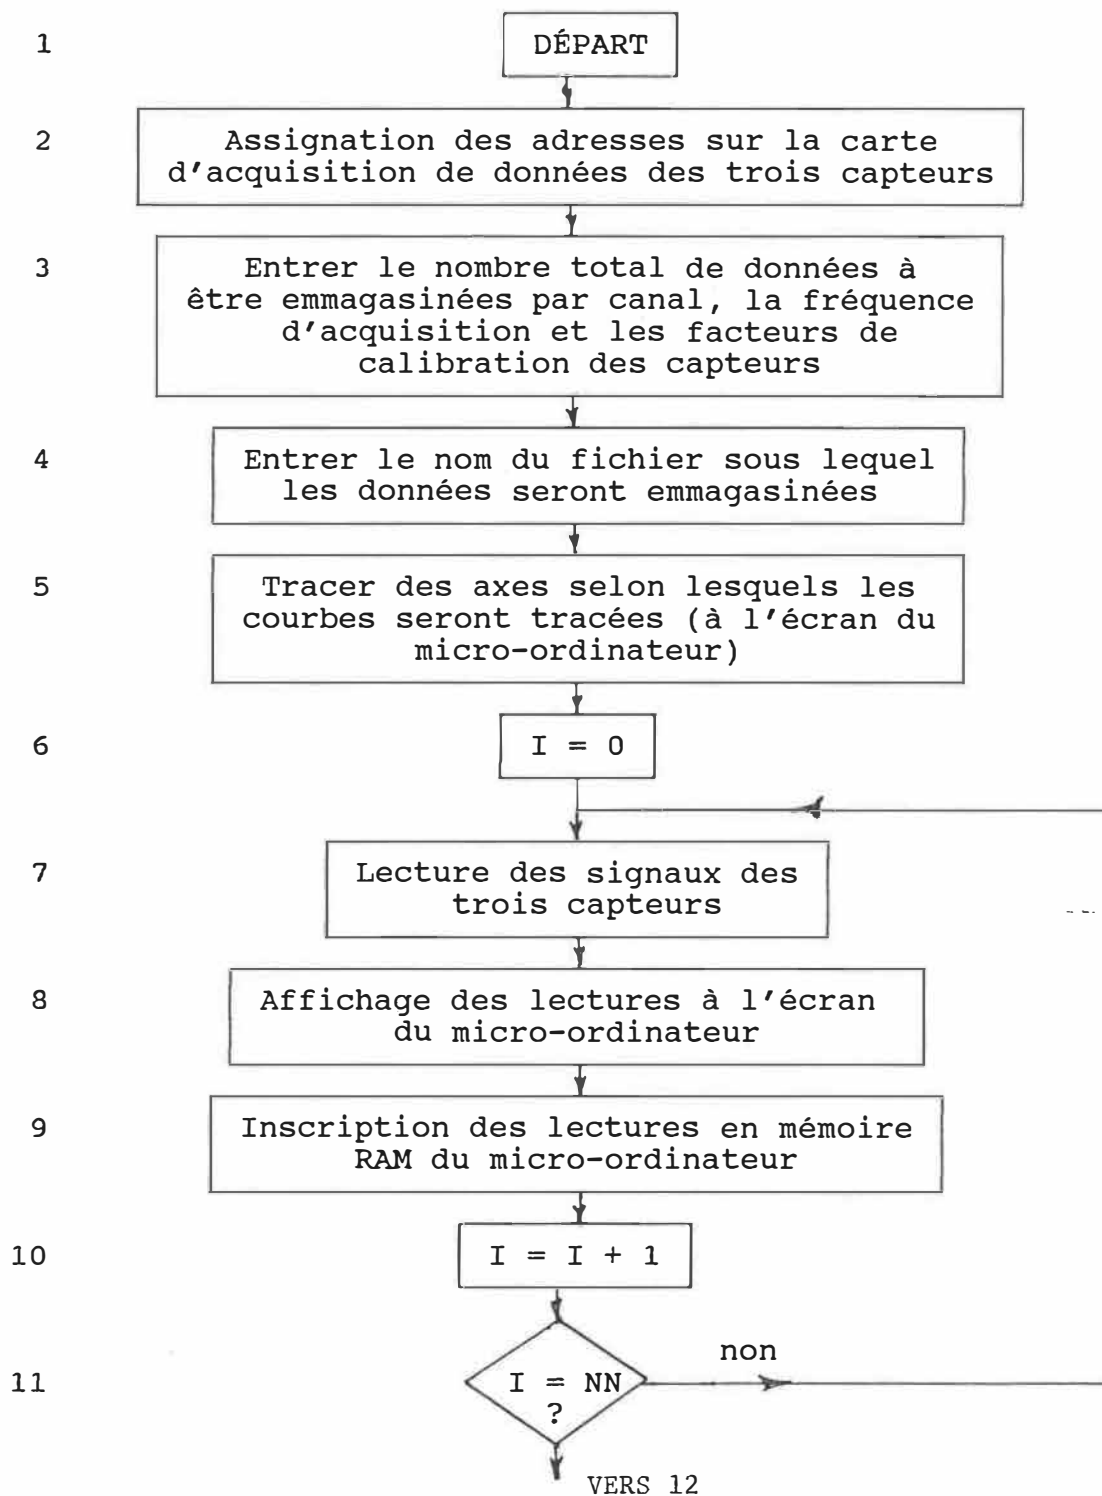 1 DÉPART
2 Assignation des adresses sur la carte
d'acquisition de données des trois capteurs
3 Entrer le nombre total de données à
être emmagasinées par canal, la fréquence
d'acquisition et les facteurs de
calibration des capteurs
4 Entrer le nom du fichier sous lequel
les données seront emmagasinées
5 Tracer des axes selon lesquels les
courbes seront tracées (à l'écran du
micro-ordinateur)
6 I = 0
7 Lecture des signaux des
trois capteurs
8 Affichage des lectures à l'écran
du micro-ordinateur
9 Inscription des lectures en mémoire
RAM du micro-ordinateur
10 I = I + 1
non
11 I = NN
?
VERS 12